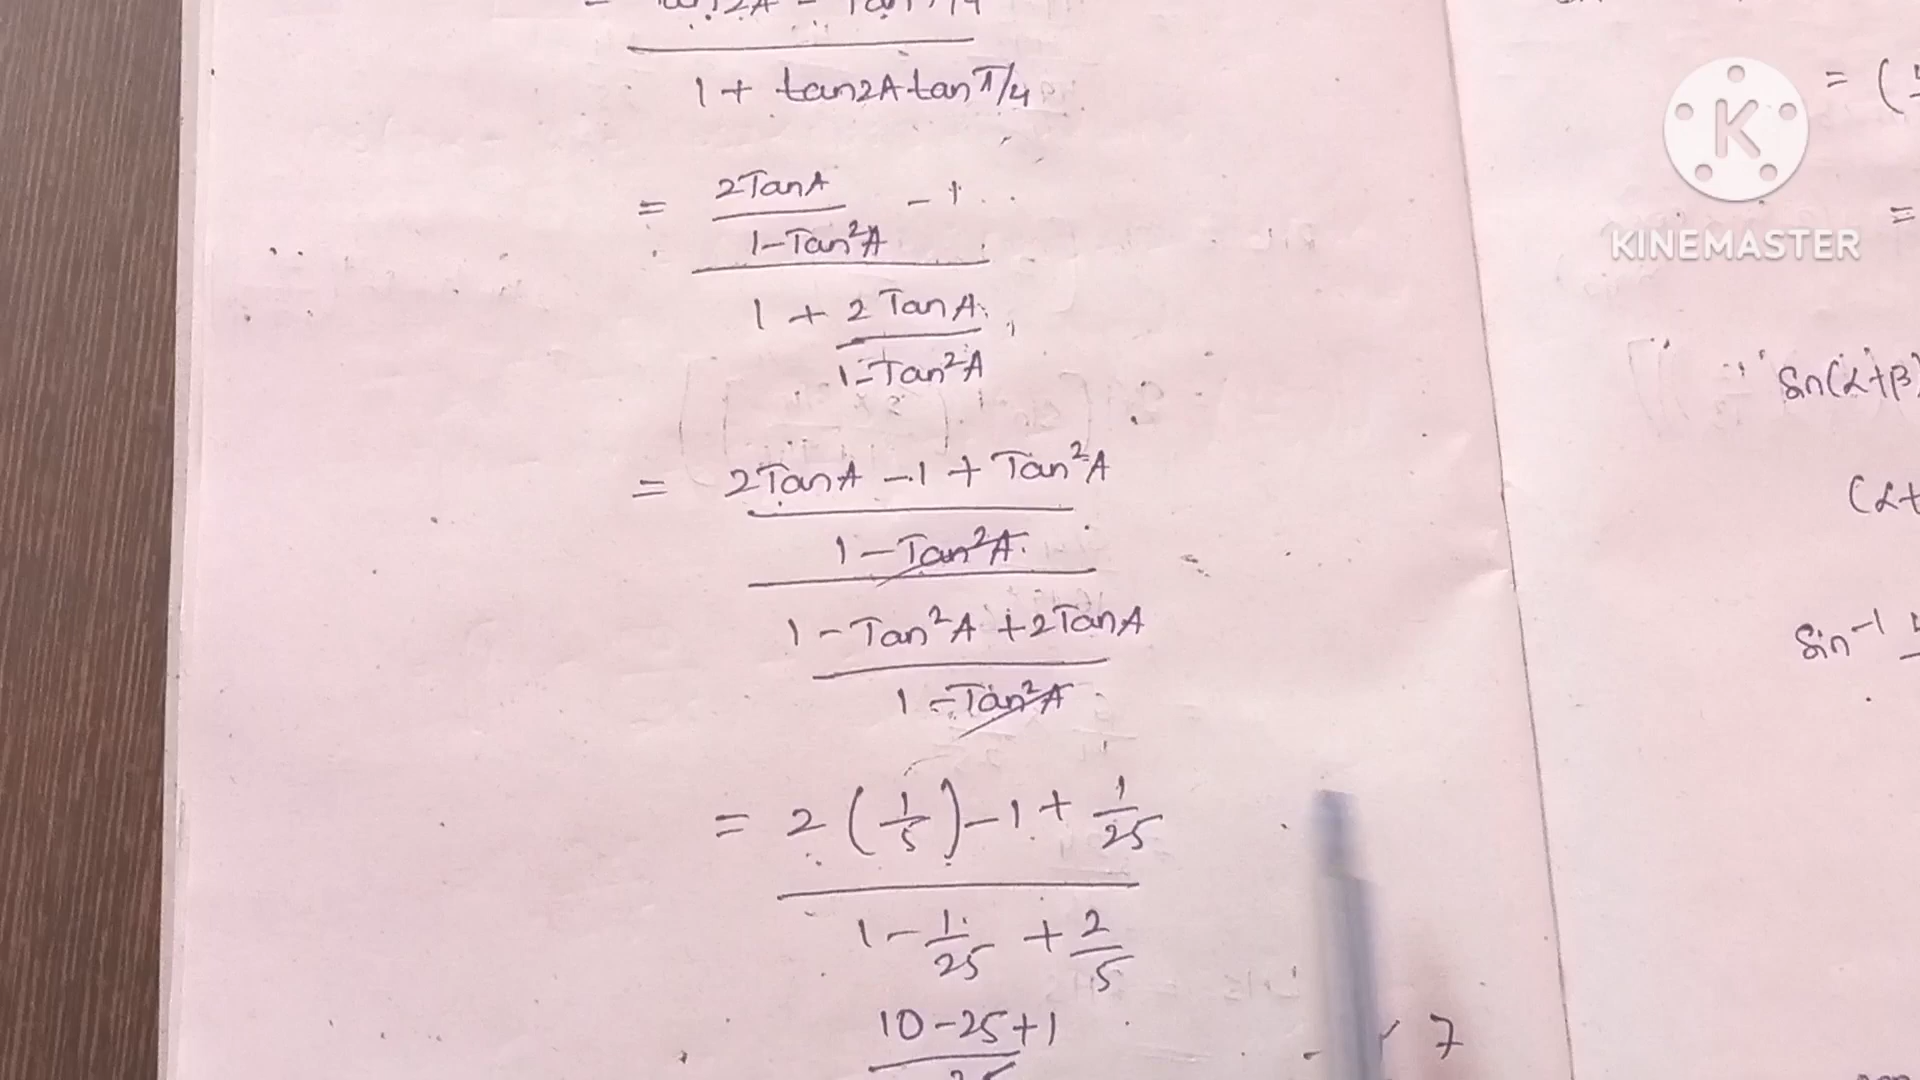 1 + tan2A tan π/4
= 2TanA - 1
1-Tan²A
1 + 2 TanA
1-Tan²A
= 2TanA - 1 + Tan²A
1 - Tan²A
1 - Tan²A + 2TanA
1 - Tan²A
= 2 (1/5) - 1 + 1/25
1 - 1/25 + 2/5
10 - 25 + 1
7
= (
K
KINEMASTER
=
Sin(α+β)
(α+
Sin⁻¹